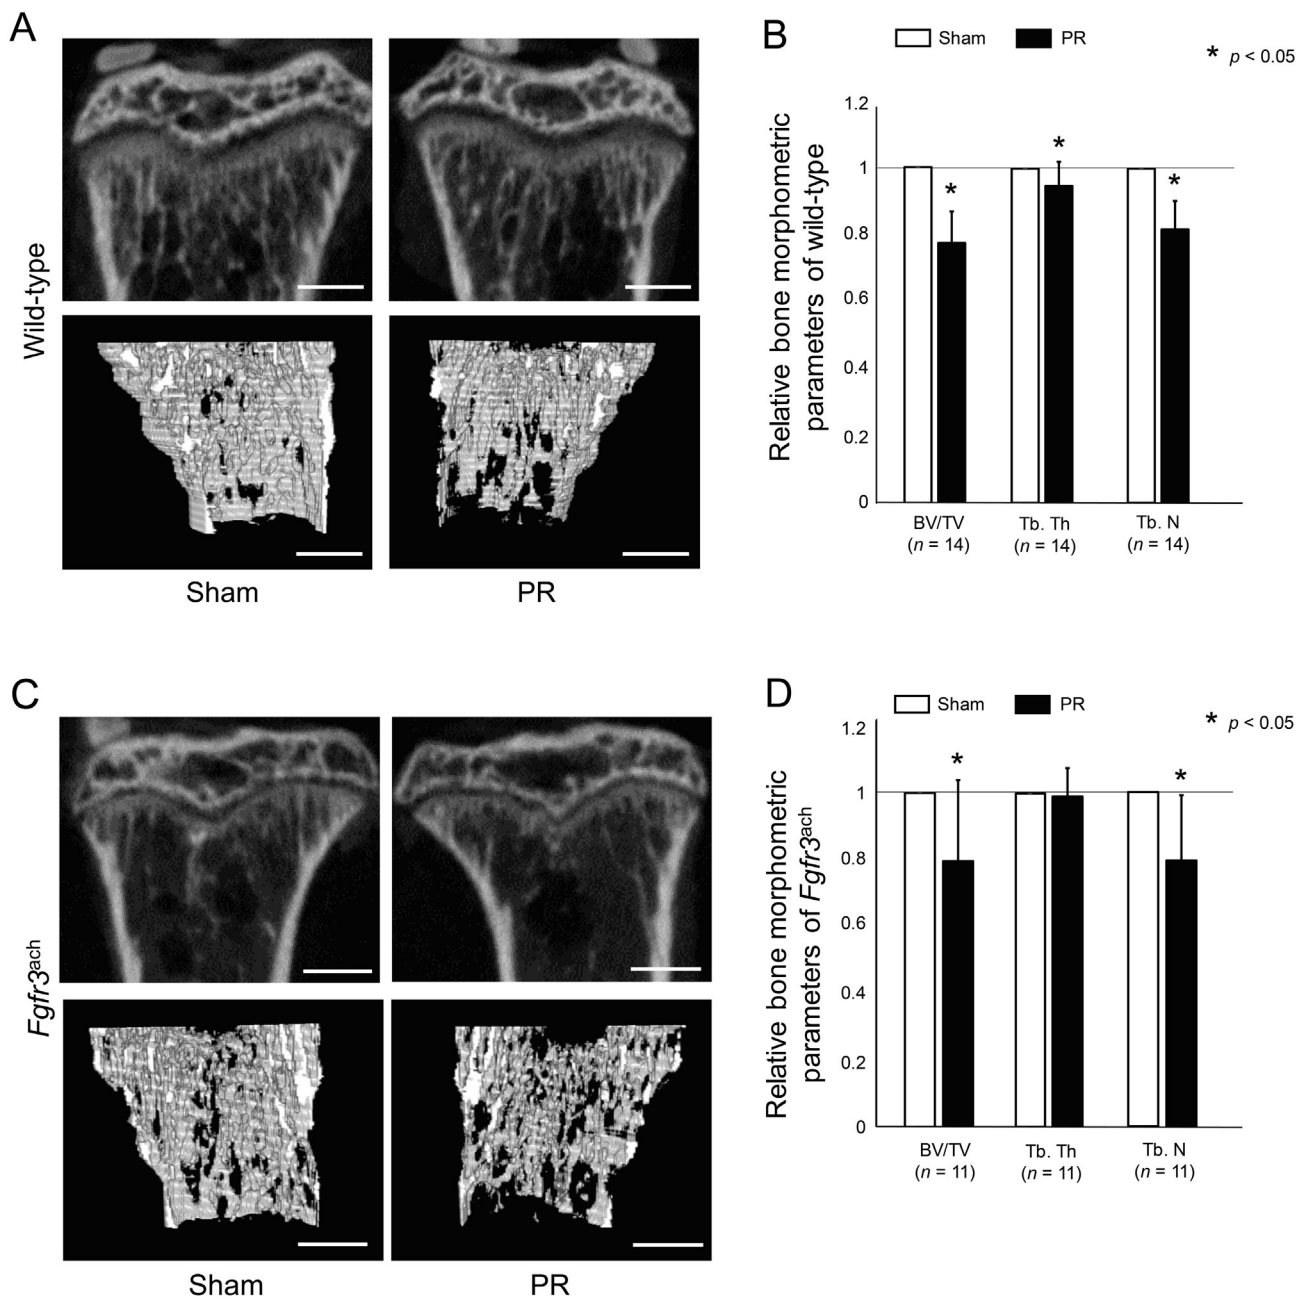 A
Wild-type
Sham
PR
B
Sham
PR
* p < 0.05
Relative bone morphometric
parameters of wild-type
1.2
1
0.8
0.6
0.4
0.2
0
*
*
*
BV/TV
(n = 14)
Tb. Th
(n = 14)
Tb. N
(n = 14)
C
Fgfr3ach
Sham
PR
D
Sham
PR
* p < 0.05
Relative bone morphometric
parameters of Fgfr3ach
1.2
1
0.8
0.6
0.4
0.2
0
*
*
BV/TV
(n = 11)
Tb. Th
(n = 11)
Tb. N
(n = 11)